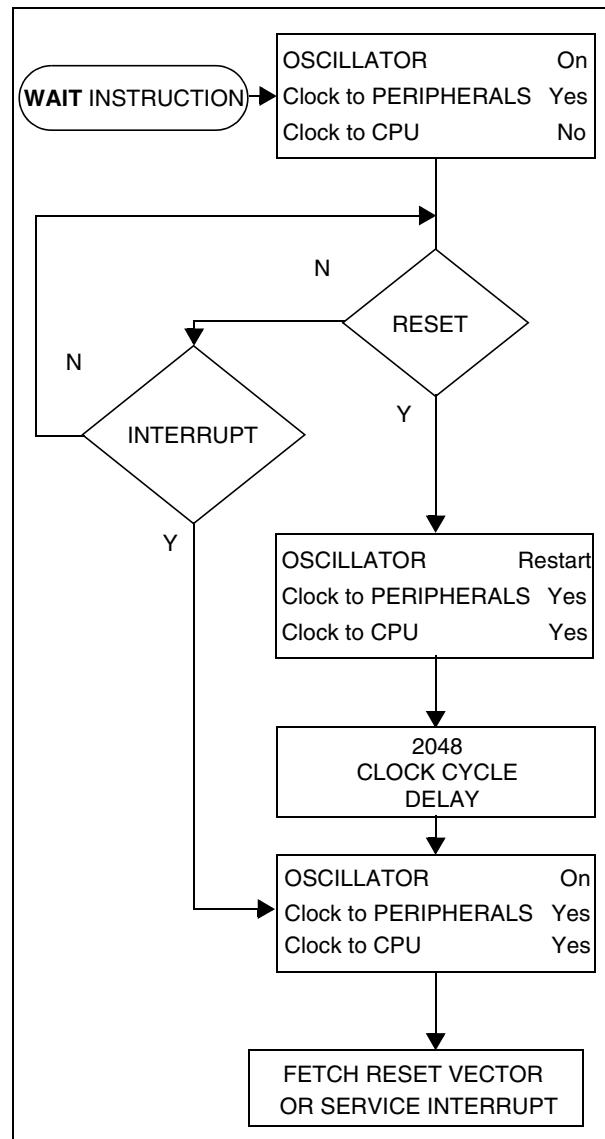 WAIT INSTRUCTION
OSCILLATOR On
Clock to PERIPHERALS Yes
Clock to CPU No
N
RESET
N
INTERRUPT
Y
Y
OSCILLATOR Restart
Clock to PERIPHERALS Yes
Clock to CPU Yes
2048
CLOCK CYCLE
DELAY
OSCILLATOR On
Clock to PERIPHERALS Yes
Clock to CPU Yes
FETCH RESET VECTOR
OR SERVICE INTERRUPT